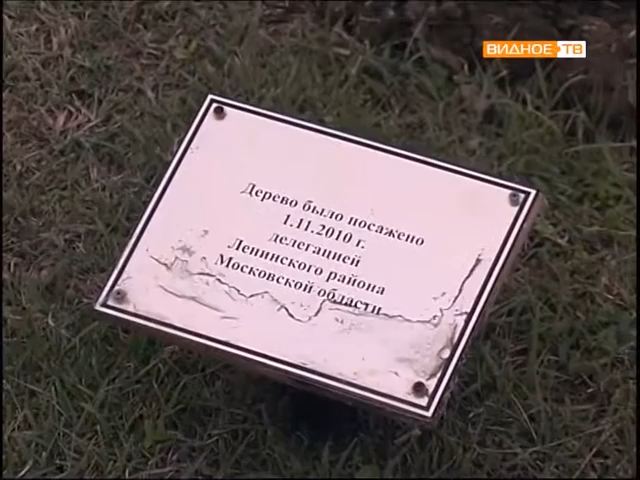 ВИДНОЕ ТВ
Дерево было посажено
1.11.2010 г.
делегацией
Ленинского района
Московской области